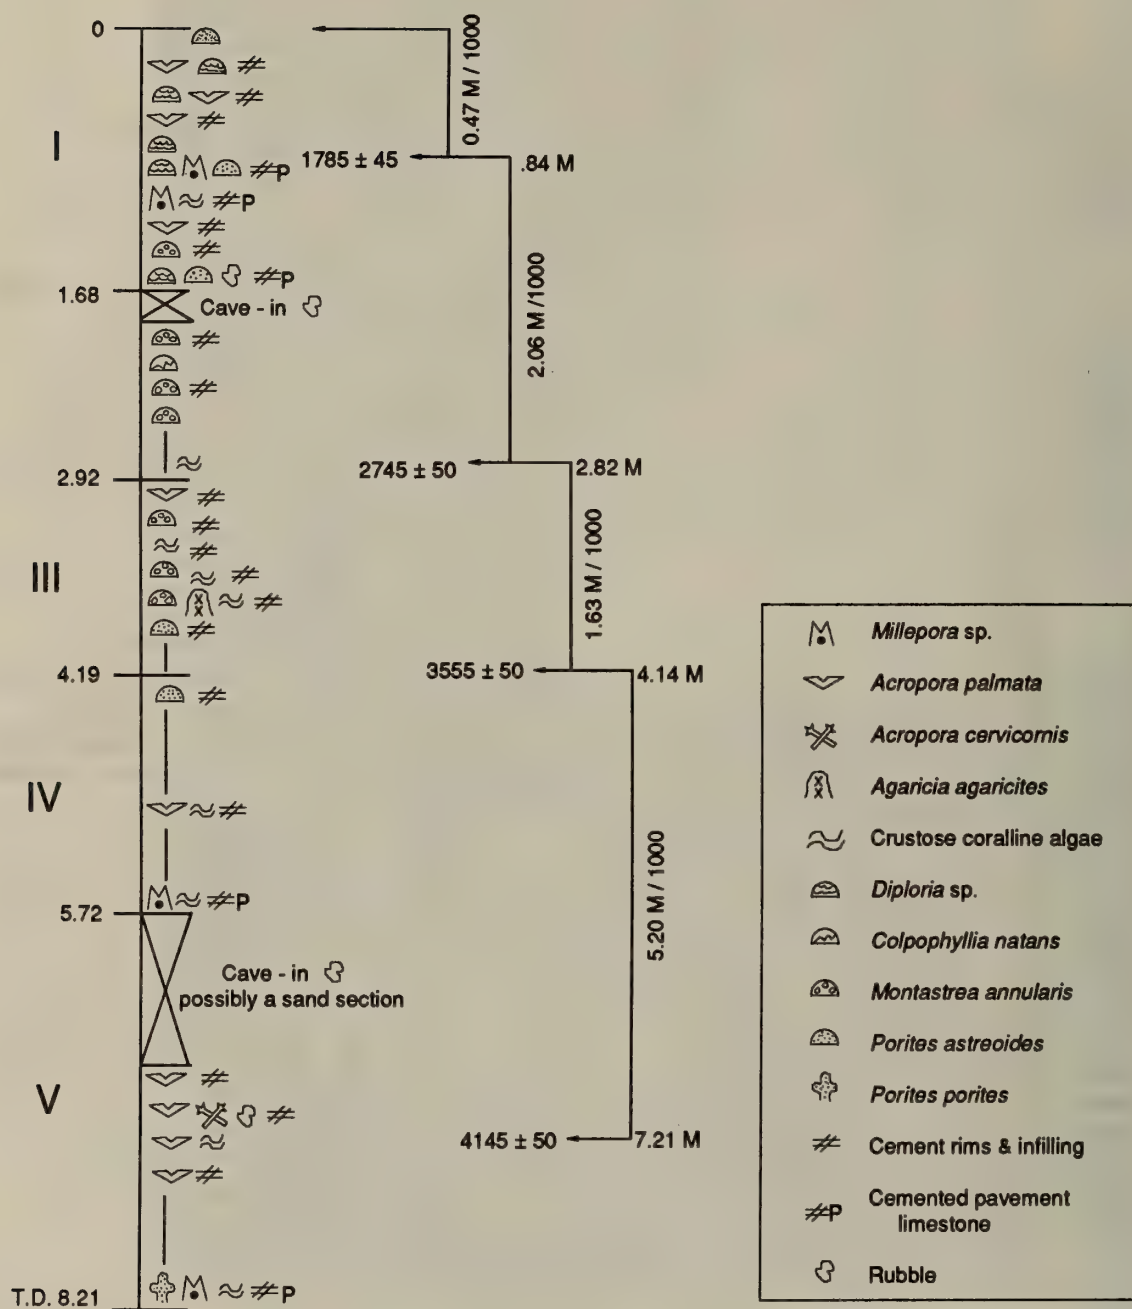 0
0.47 M / 1000
I
1785 ± 45
.84 M
P
P
P
1.68
Cave - in
2.06 M /1000
2745 ± 50
2.82 M
2.92
1.63 M / 1000
III
3555 ± 50
4.14 M
4.19
IV
5.20 M / 1000
P
5.72
Cave - in
possibly a sand section
V
4145 ± 50
7.21 M
P
T.D. 8.21
Millepora sp.
Acropora palmata
Acropora cervicornis
Agaricia agaricites
Crustose coralline algae
Diploria sp.
Colpophyllia natans
Montastrea annularis
Porites astreoides
Porites porites
Cement rims & infilling
P
Cemented pavement
limestone
Rubble